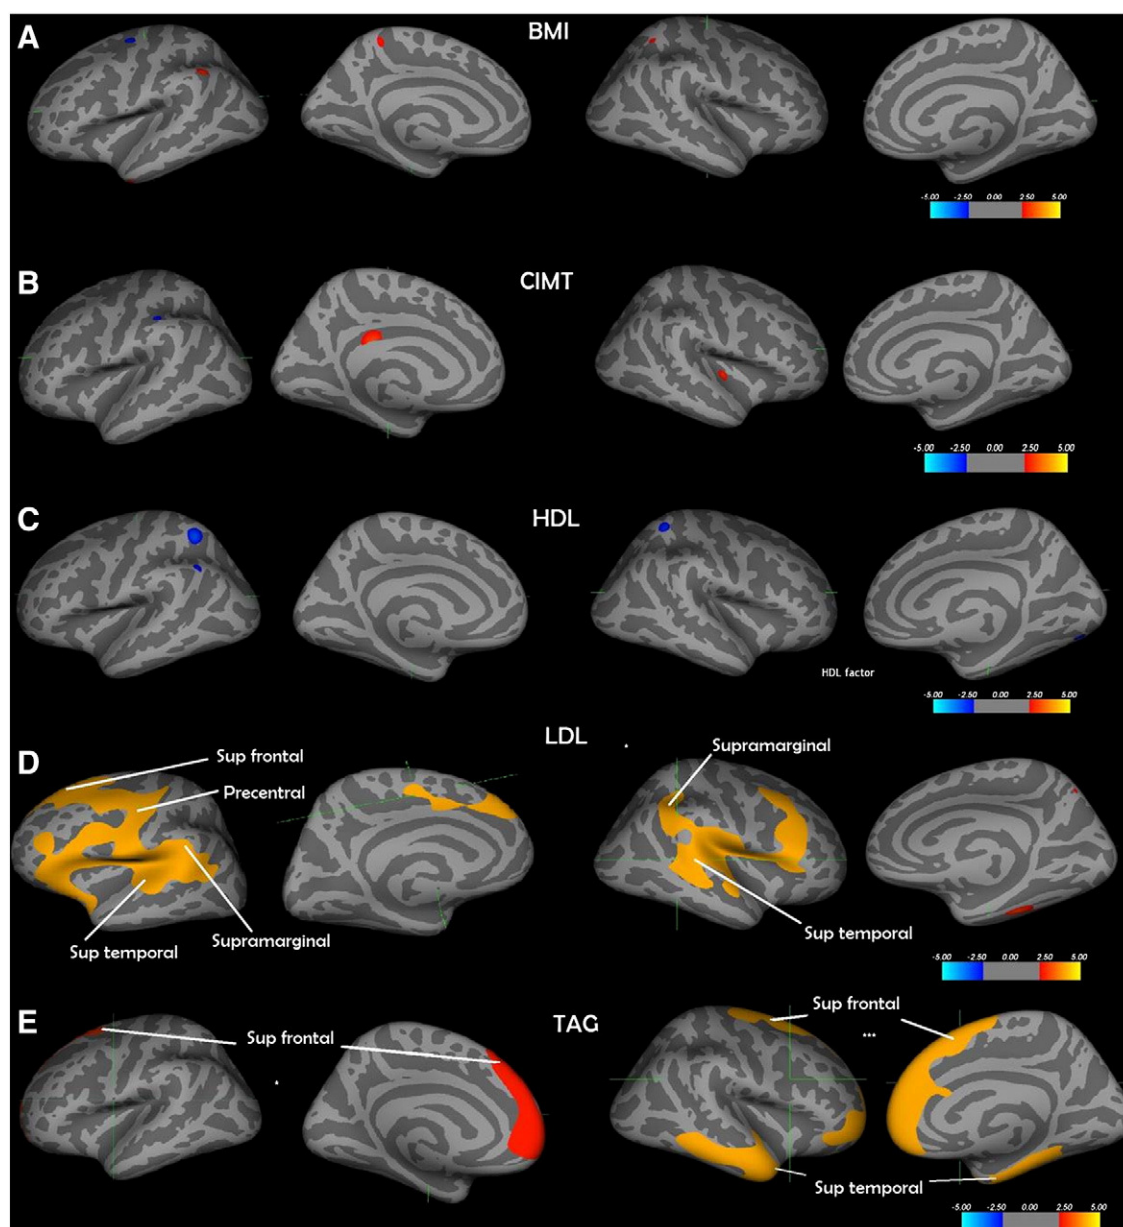 A
BMI
-5.00 -2.50 0.00 2.50 5.00
B
CIMT
-5.00 -2.50 0.00 2.50 5.00
C
HDL
HDL factor
-5.00 -2.50 0.00 2.50 5.00
D
LDL
*
Sup frontal
Precentral
Supramarginal
Sup temporal
Supramarginal
Sup temporal
-5.00 -2.50 0.00 2.50 5.00
E
TAG
Sup frontal
*
Sup frontal
***
Sup temporal
-5.00 -2.50 0.00 2.50 5.00